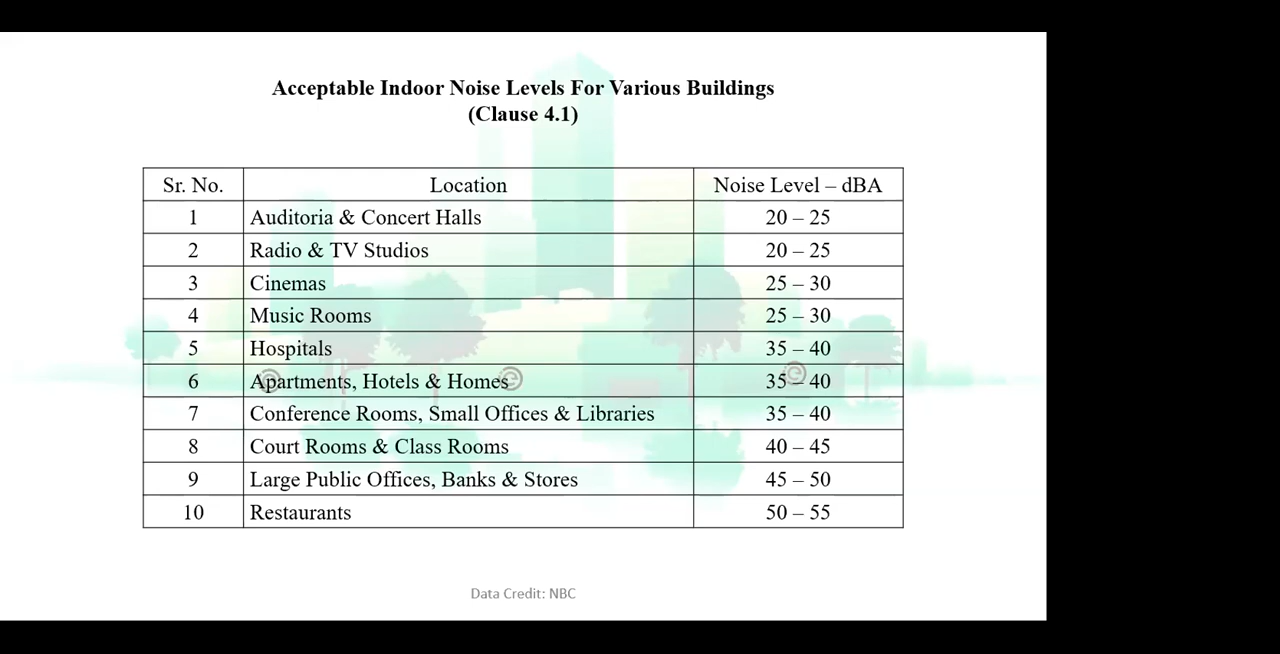 Acceptable Indoor Noise Levels For Various Buildings
(Clause 4.1)
Sr. No. Location Noise Level – dBA
1 Auditoria & Concert Halls 20 – 25
2 Radio & TV Studios 20 – 25
3 Cinemas 25 – 30
4 Music Rooms 25 – 30
5 Hospitals 35 – 40
6 Apartments, Hotels & Homes 35 – 40
7 Conference Rooms, Small Offices & Libraries 35 – 40
8 Court Rooms & Class Rooms 40 – 45
9 Large Public Offices, Banks & Stores 45 – 50
10 Restaurants 50 – 55
Data Credit: NBC